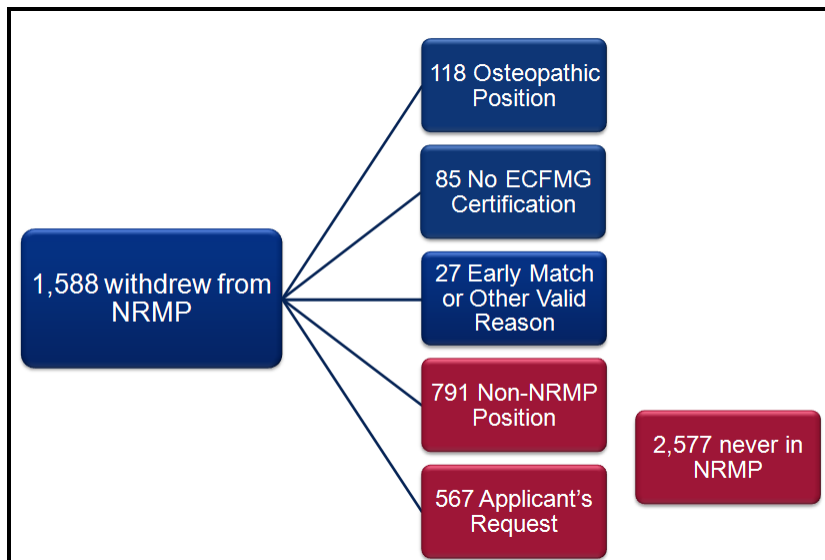 118 Osteopathic
Position
85 No ECFMG
Certification
1,588 withdrew from
NRMP
27 Early Match
or Other Valid
Reason
791 Non-NRMP
Position
2,577 never in
NRMP
567 Applicant’s
Request